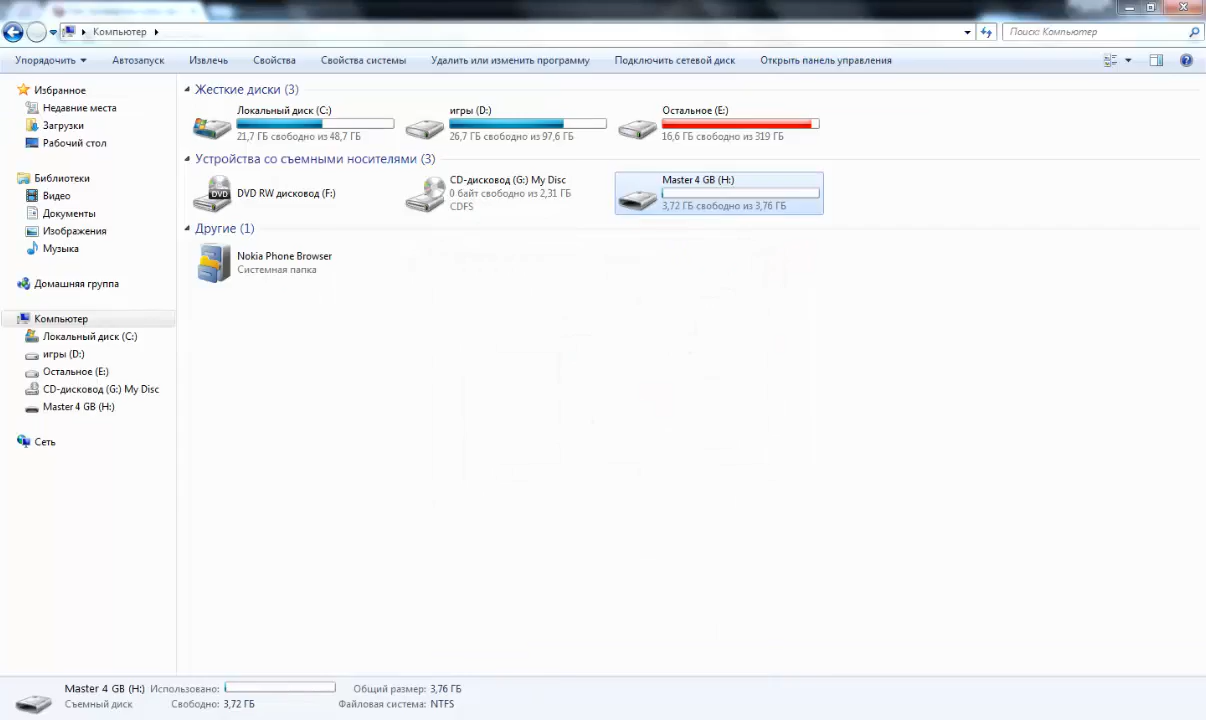 Компьютер
Поиск: Компьютер
Упорядочить Автозапуск Извлечь Свойства Свойства системы Удалить или изменить программу Подключить сетевой диск Открыть панель управления
Избранное
Недавние места
Загрузки
Рабочий стол
Библиотеки
Видео
Документы
Изображения
Музыка
Домашняя группа
Компьютер
Локальный диск (C:)
игры (D:)
Остальное (E:)
CD-дисковод (G:) My Disc
Master 4 GB (H:)
Сеть
Жесткие диски (3)
Локальный диск (C:)
21,7 ГБ свободно из 48,7 ГБ
игры (D:)
26,7 ГБ свободно из 97,6 ГБ
Остальное (E:)
16,6 ГБ свободно из 319 ГБ
Устройства со съемными носителями (3)
DVD
DVD RW дисковод (F:)
CD-дисковод (G:) My Disc
0 байт свободно из 2,31 ГБ
CDFS
Master 4 GB (H:)
3,72 ГБ свободно из 3,76 ГБ
Другие (1)
Nokia Phone Browser
Системная папка
Master 4 GB (H:) Использовано: Общий размер: 3,76 ГБ
Съемный диск Свободно: 3,72 ГБ Файловая система: NTFS